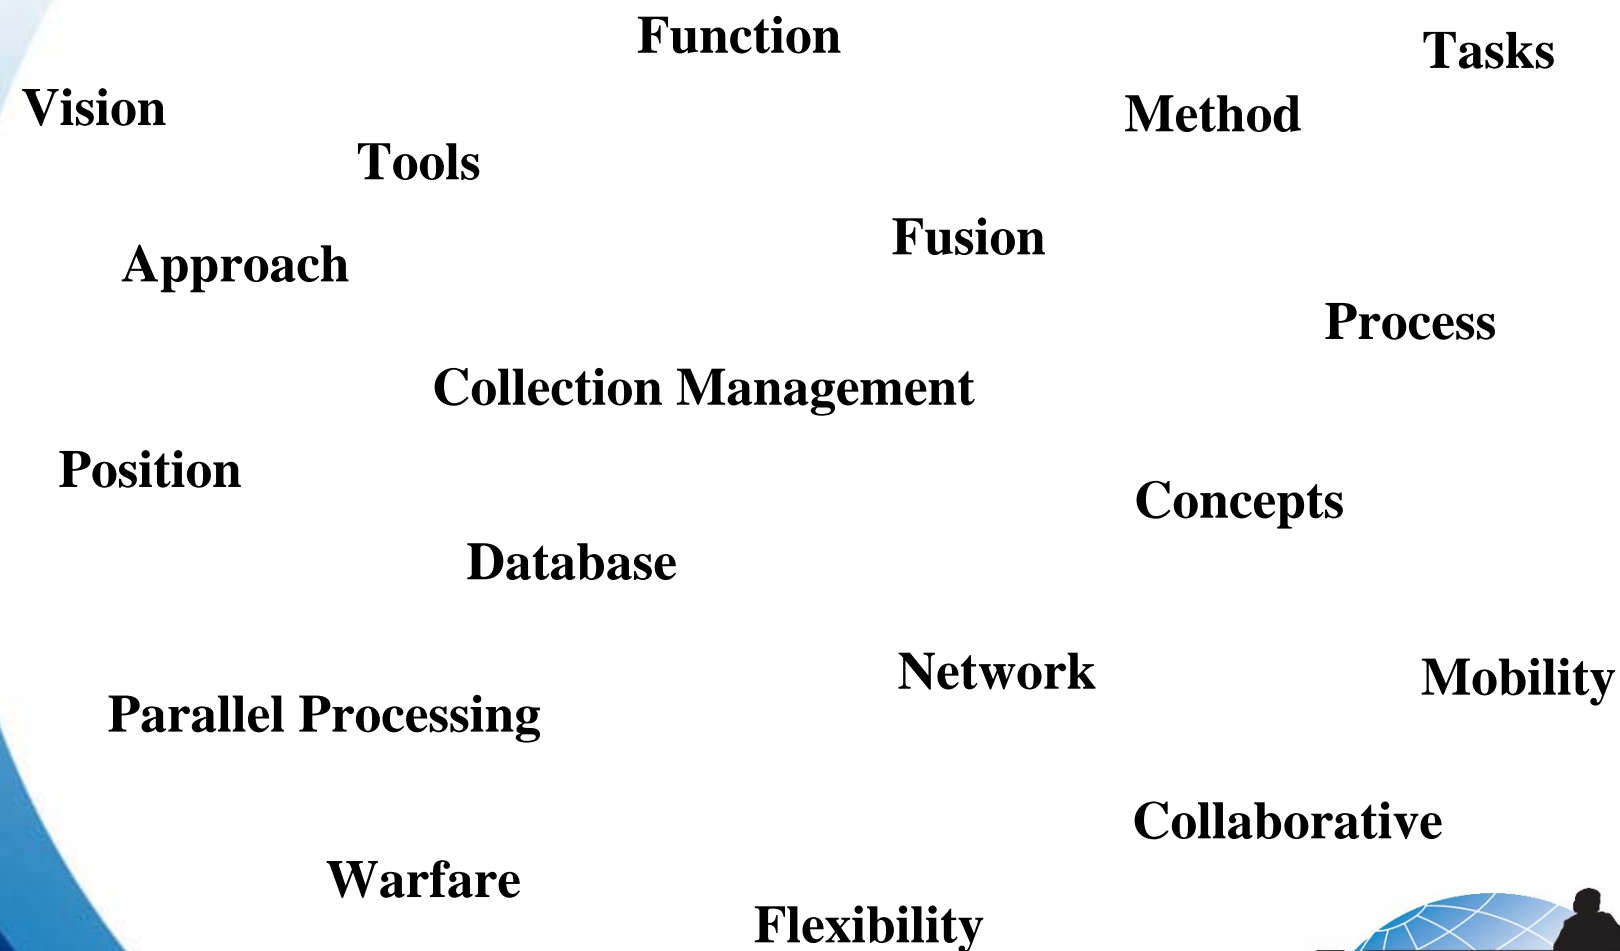 Function
Tasks
Vision
Method
Tools
Fusion
Approach
Process
Collection Management
Position
Concepts
Database
Network
Mobility
Parallel Processing
Collaborative
Warfare
Flexibility